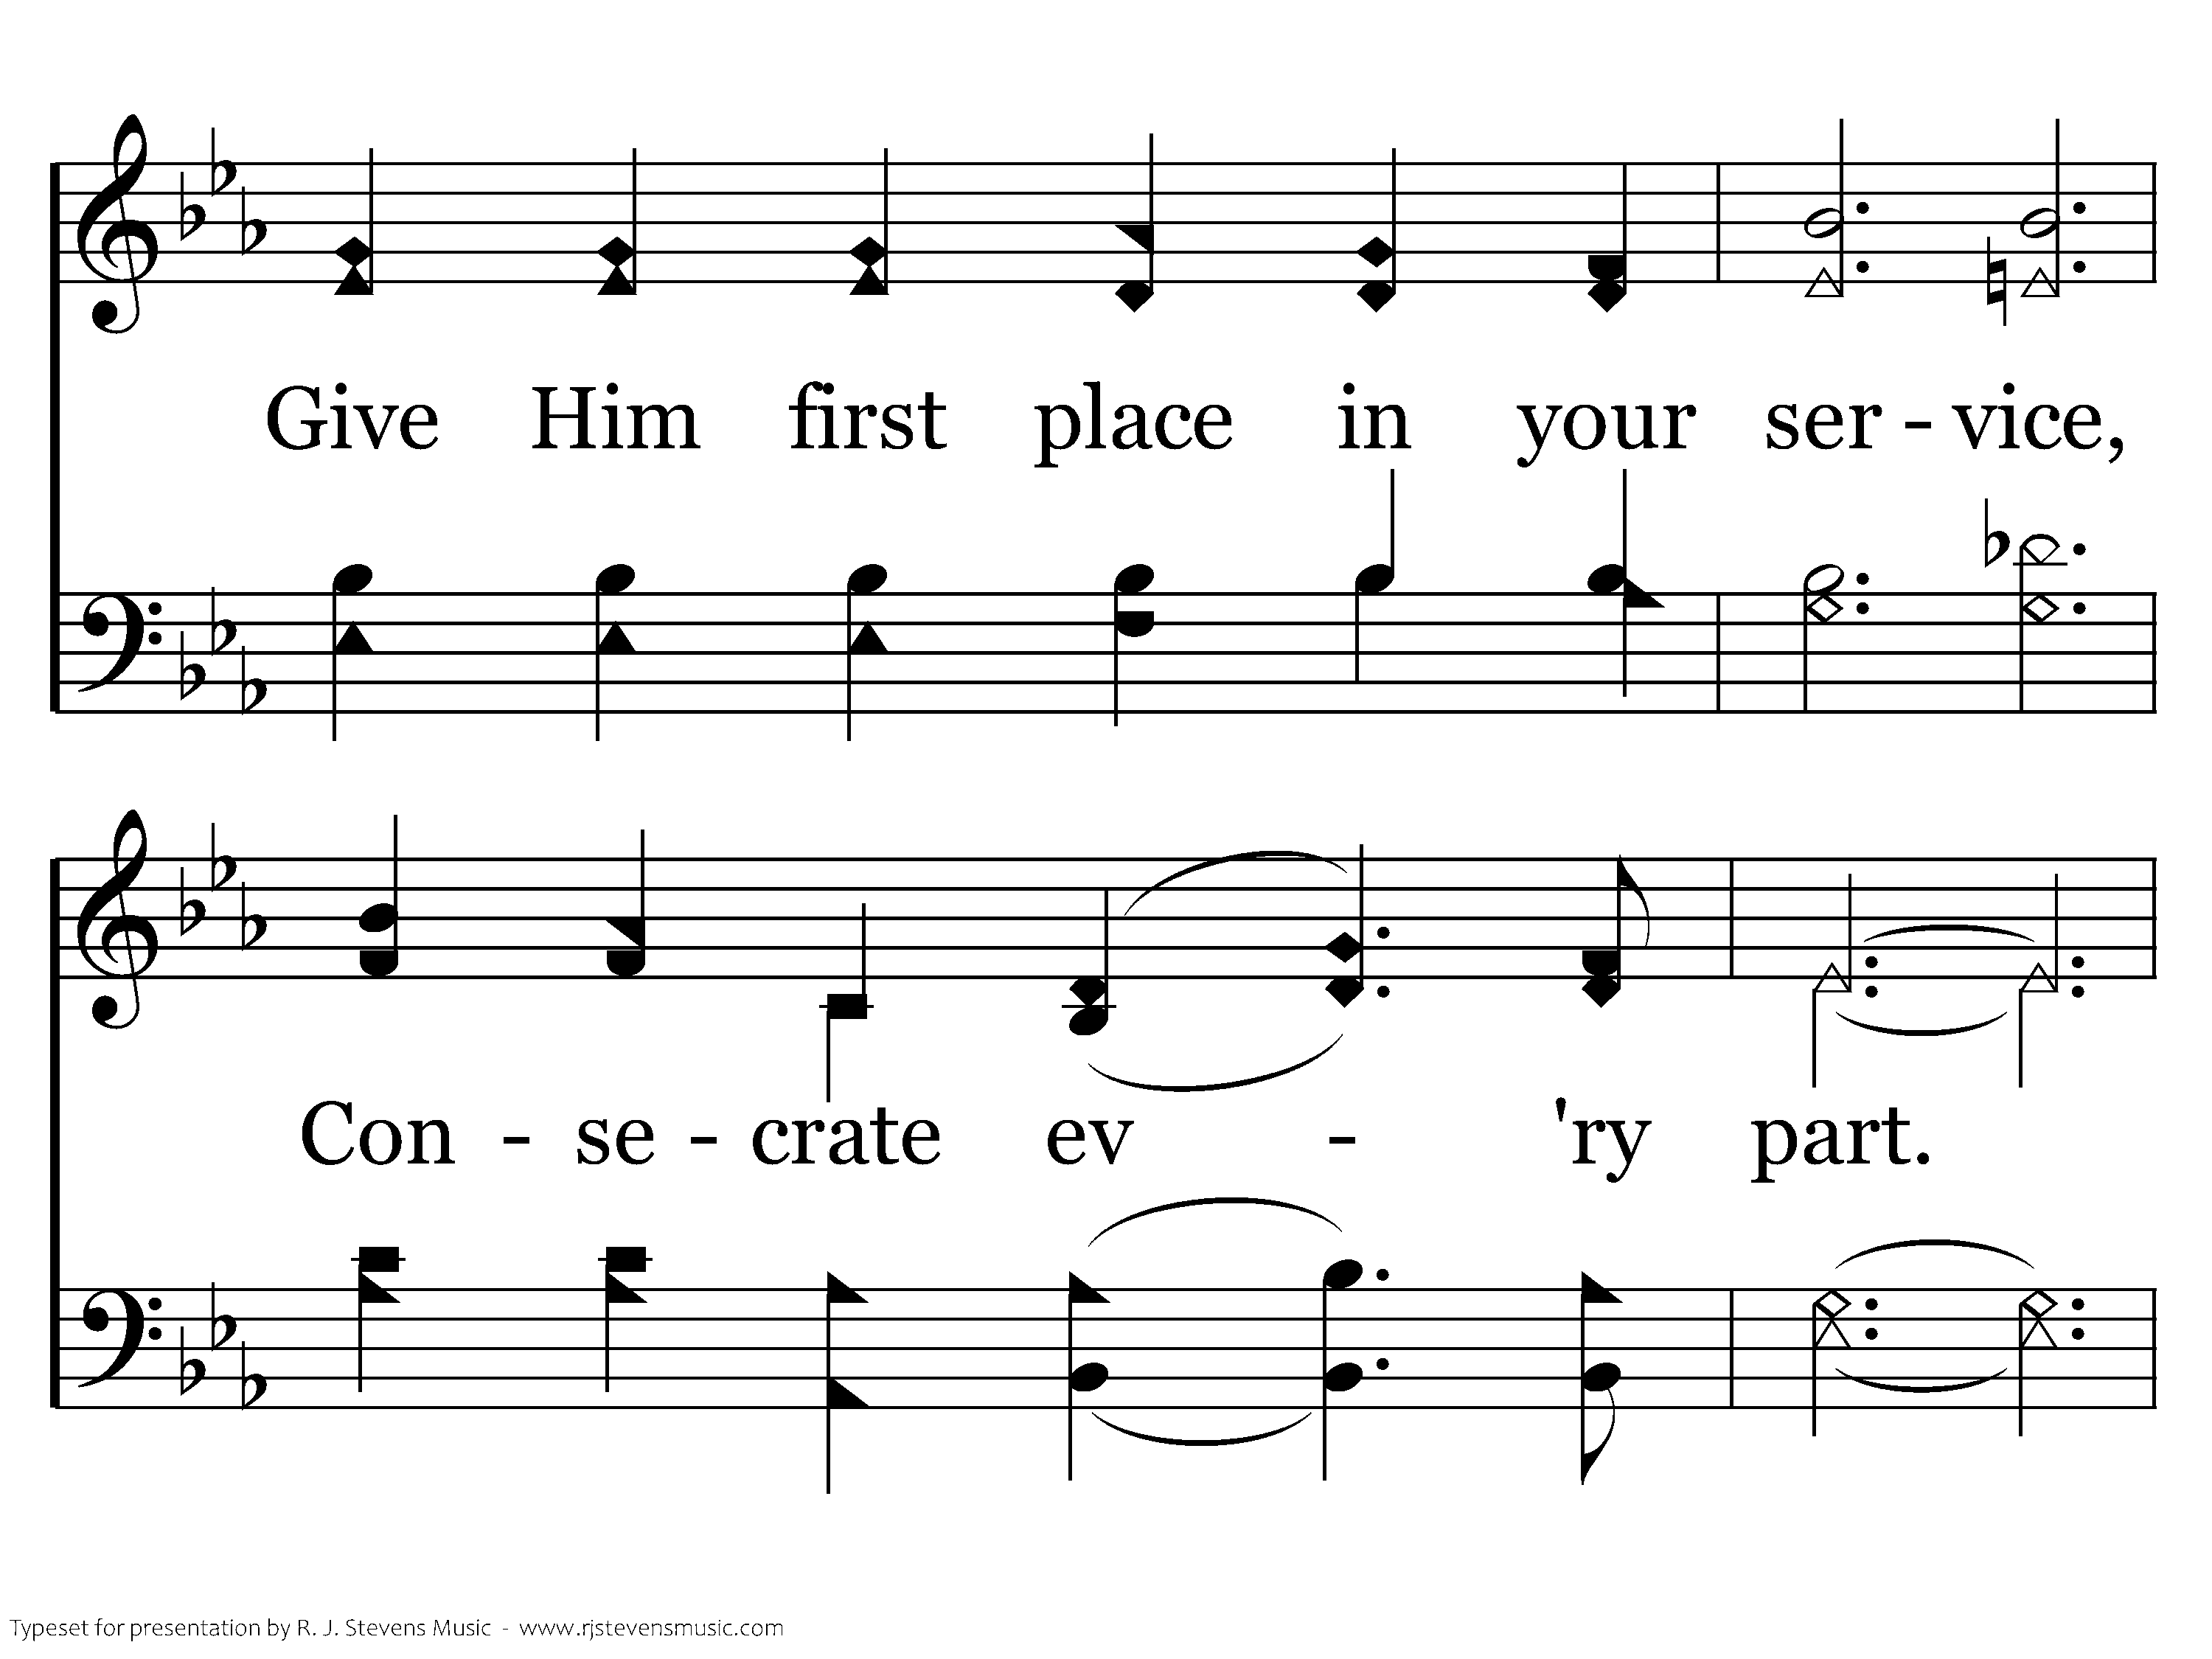 Give Him first place in your ser - vice,
Con - se - crate ev - 'ry part.
Typeset for presentation by R. J. Stevens Music - www.rjstevensmusic.com